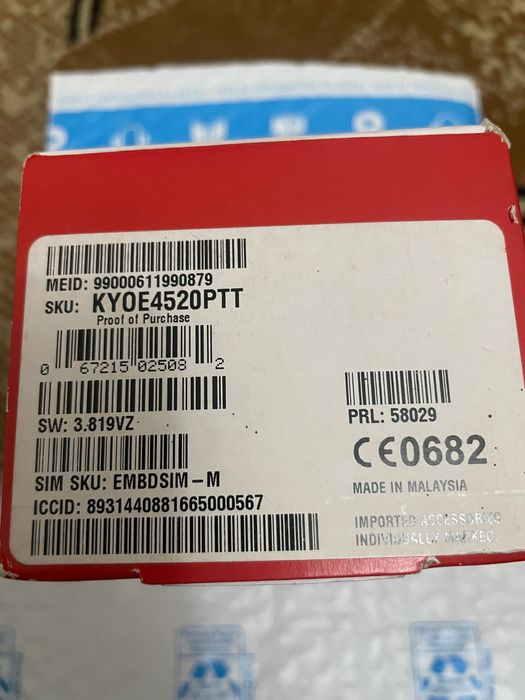 MEID: 99000611990879
SKU: KYOE4520PTT
Proof of Purchase
0 67215 02508 2
SW: 3.819VZ
PRL: 58029
CE0682
SIM SKU: EMBDSIM-M
MADE IN MALAYSIA
ICCID: 8931440881665000567
IMPORTED ACCESSORIES
INDIVIDUALLY MARKED.